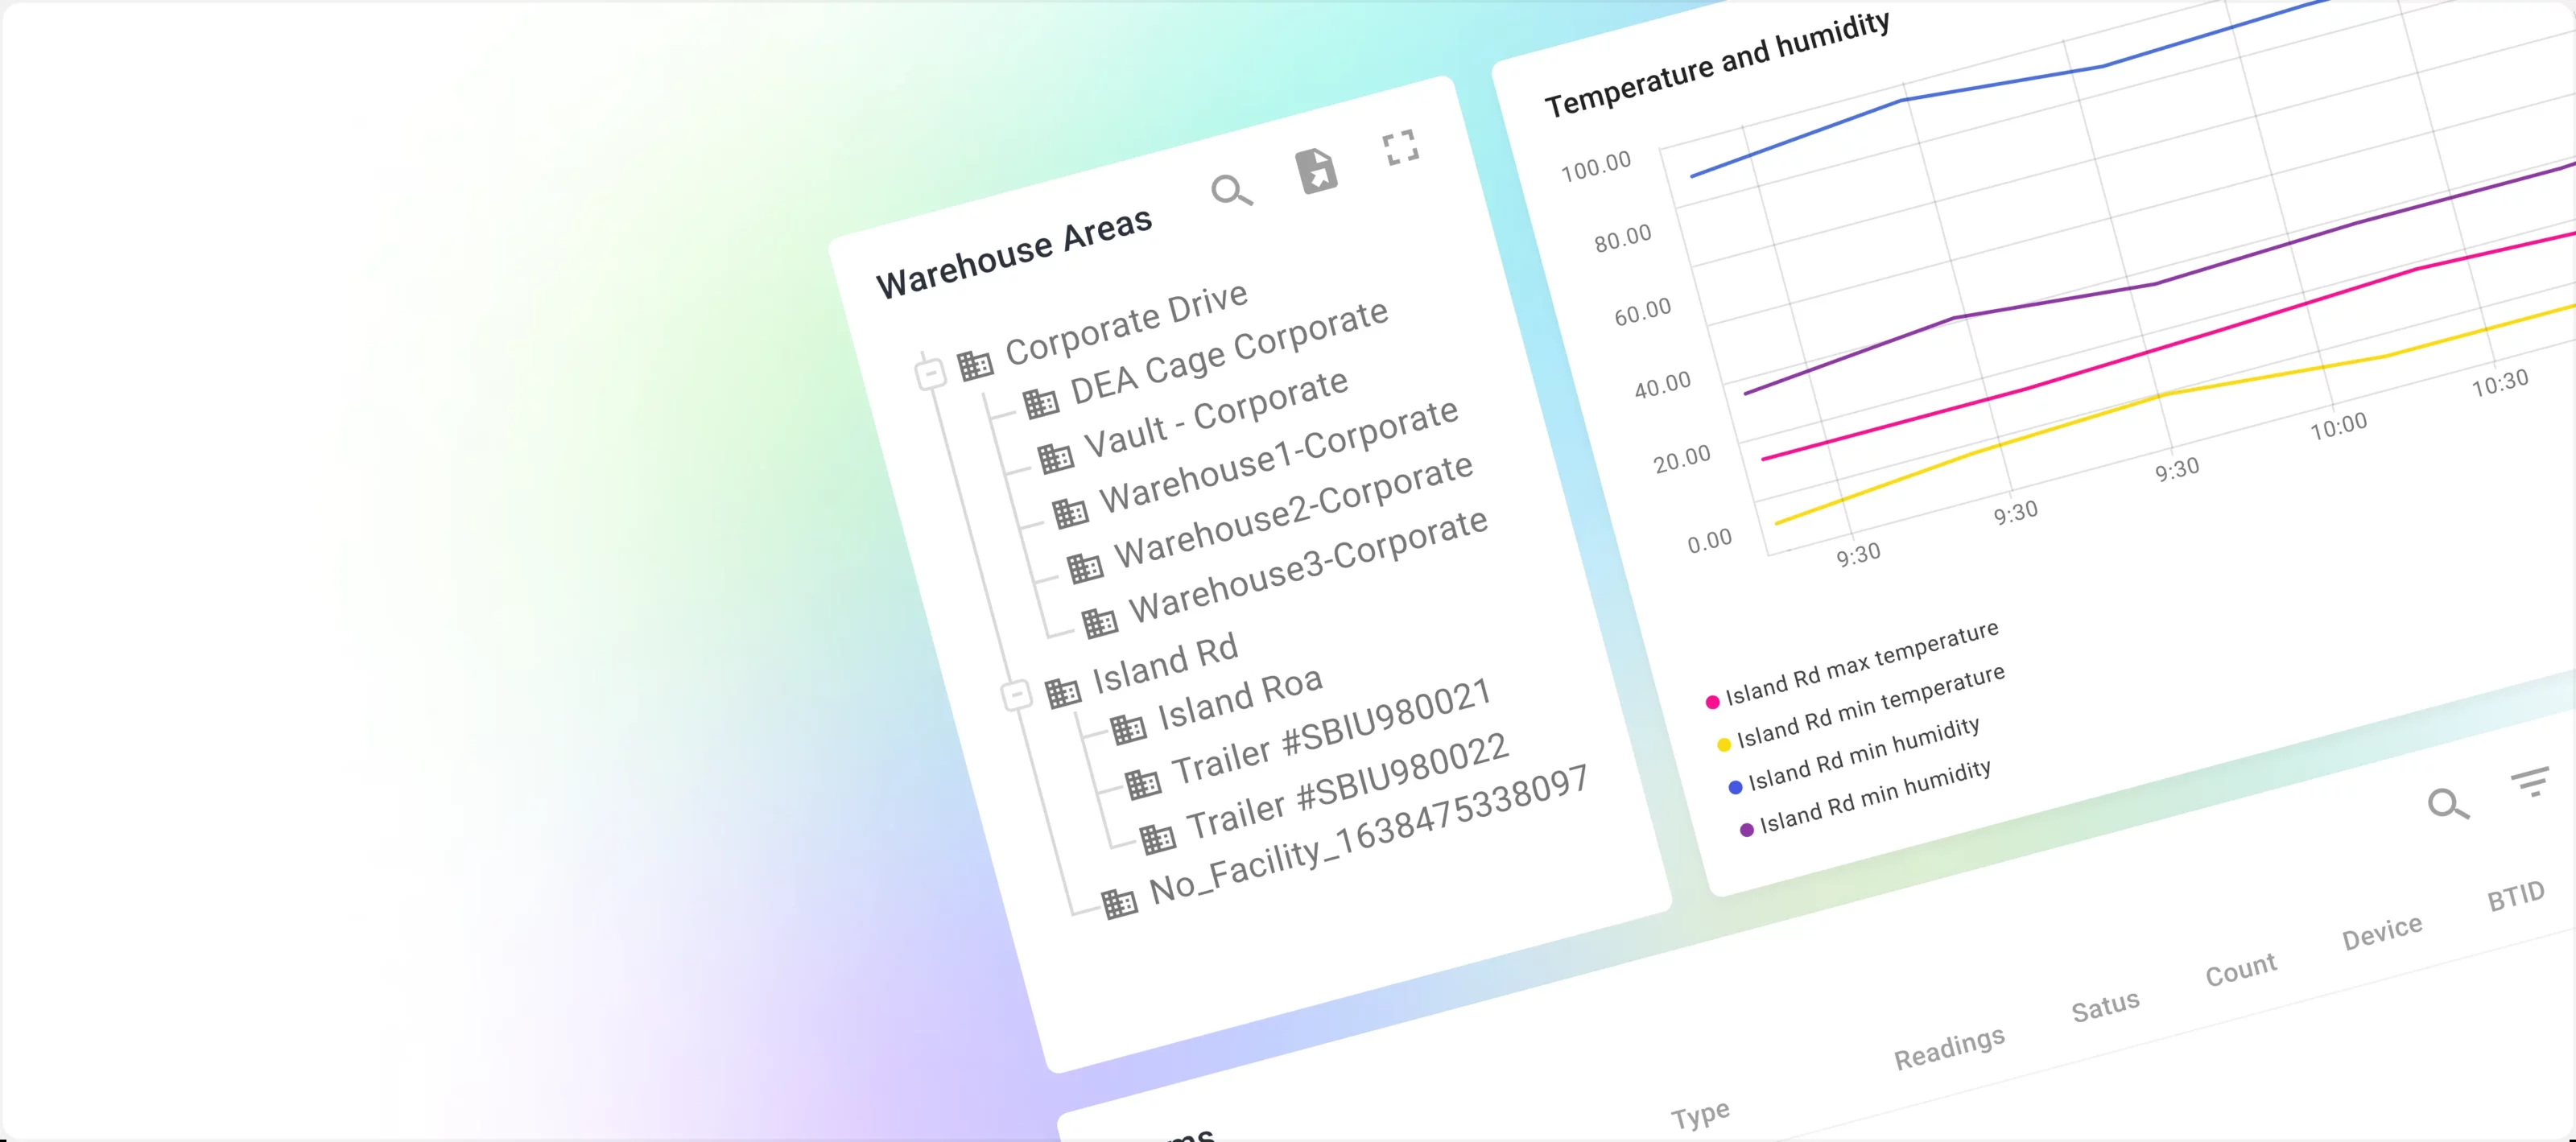 Warehouse Areas
Corporate Drive
DEA Cage Corporate
Vault - Corporate
Warehouse1-Corporate
Warehouse2-Corporate
Warehouse3-Corporate
Island Rd
Island Roa
Trailer #SBIU980021
Trailer #SBIU980022
No_Facility_1638475338097
Temperature and humidity
100.00
80.00
60.00
40.00
20.00
0.00
9:30
9:30
9:30
10:00
10:30
Island Rd max temperature
Island Rd min temperature
Island Rd min humidity
Island Rd min humidity
Type
Readings
Satus
Count
Device
BTID